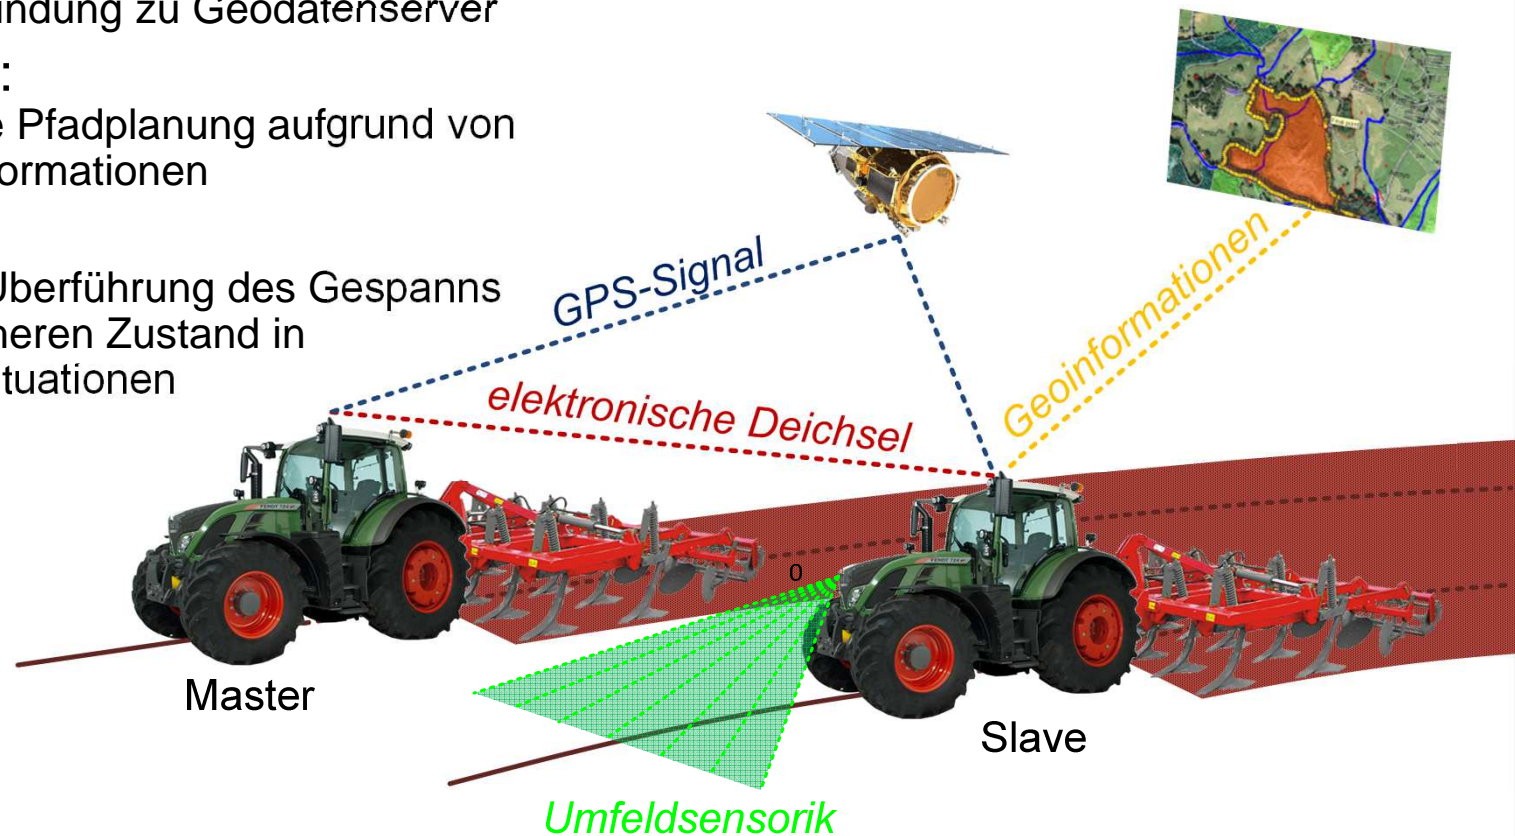 indung zu Geodatenserver
:
e Pfadplanung aufgrund von
ormationen
Überführung des Gespanns
heren Zustand in
tuationen
GPS-Signal
elektronische Deichsel
Geoinformationen
0
Master
Slave
Umfeldsensorik